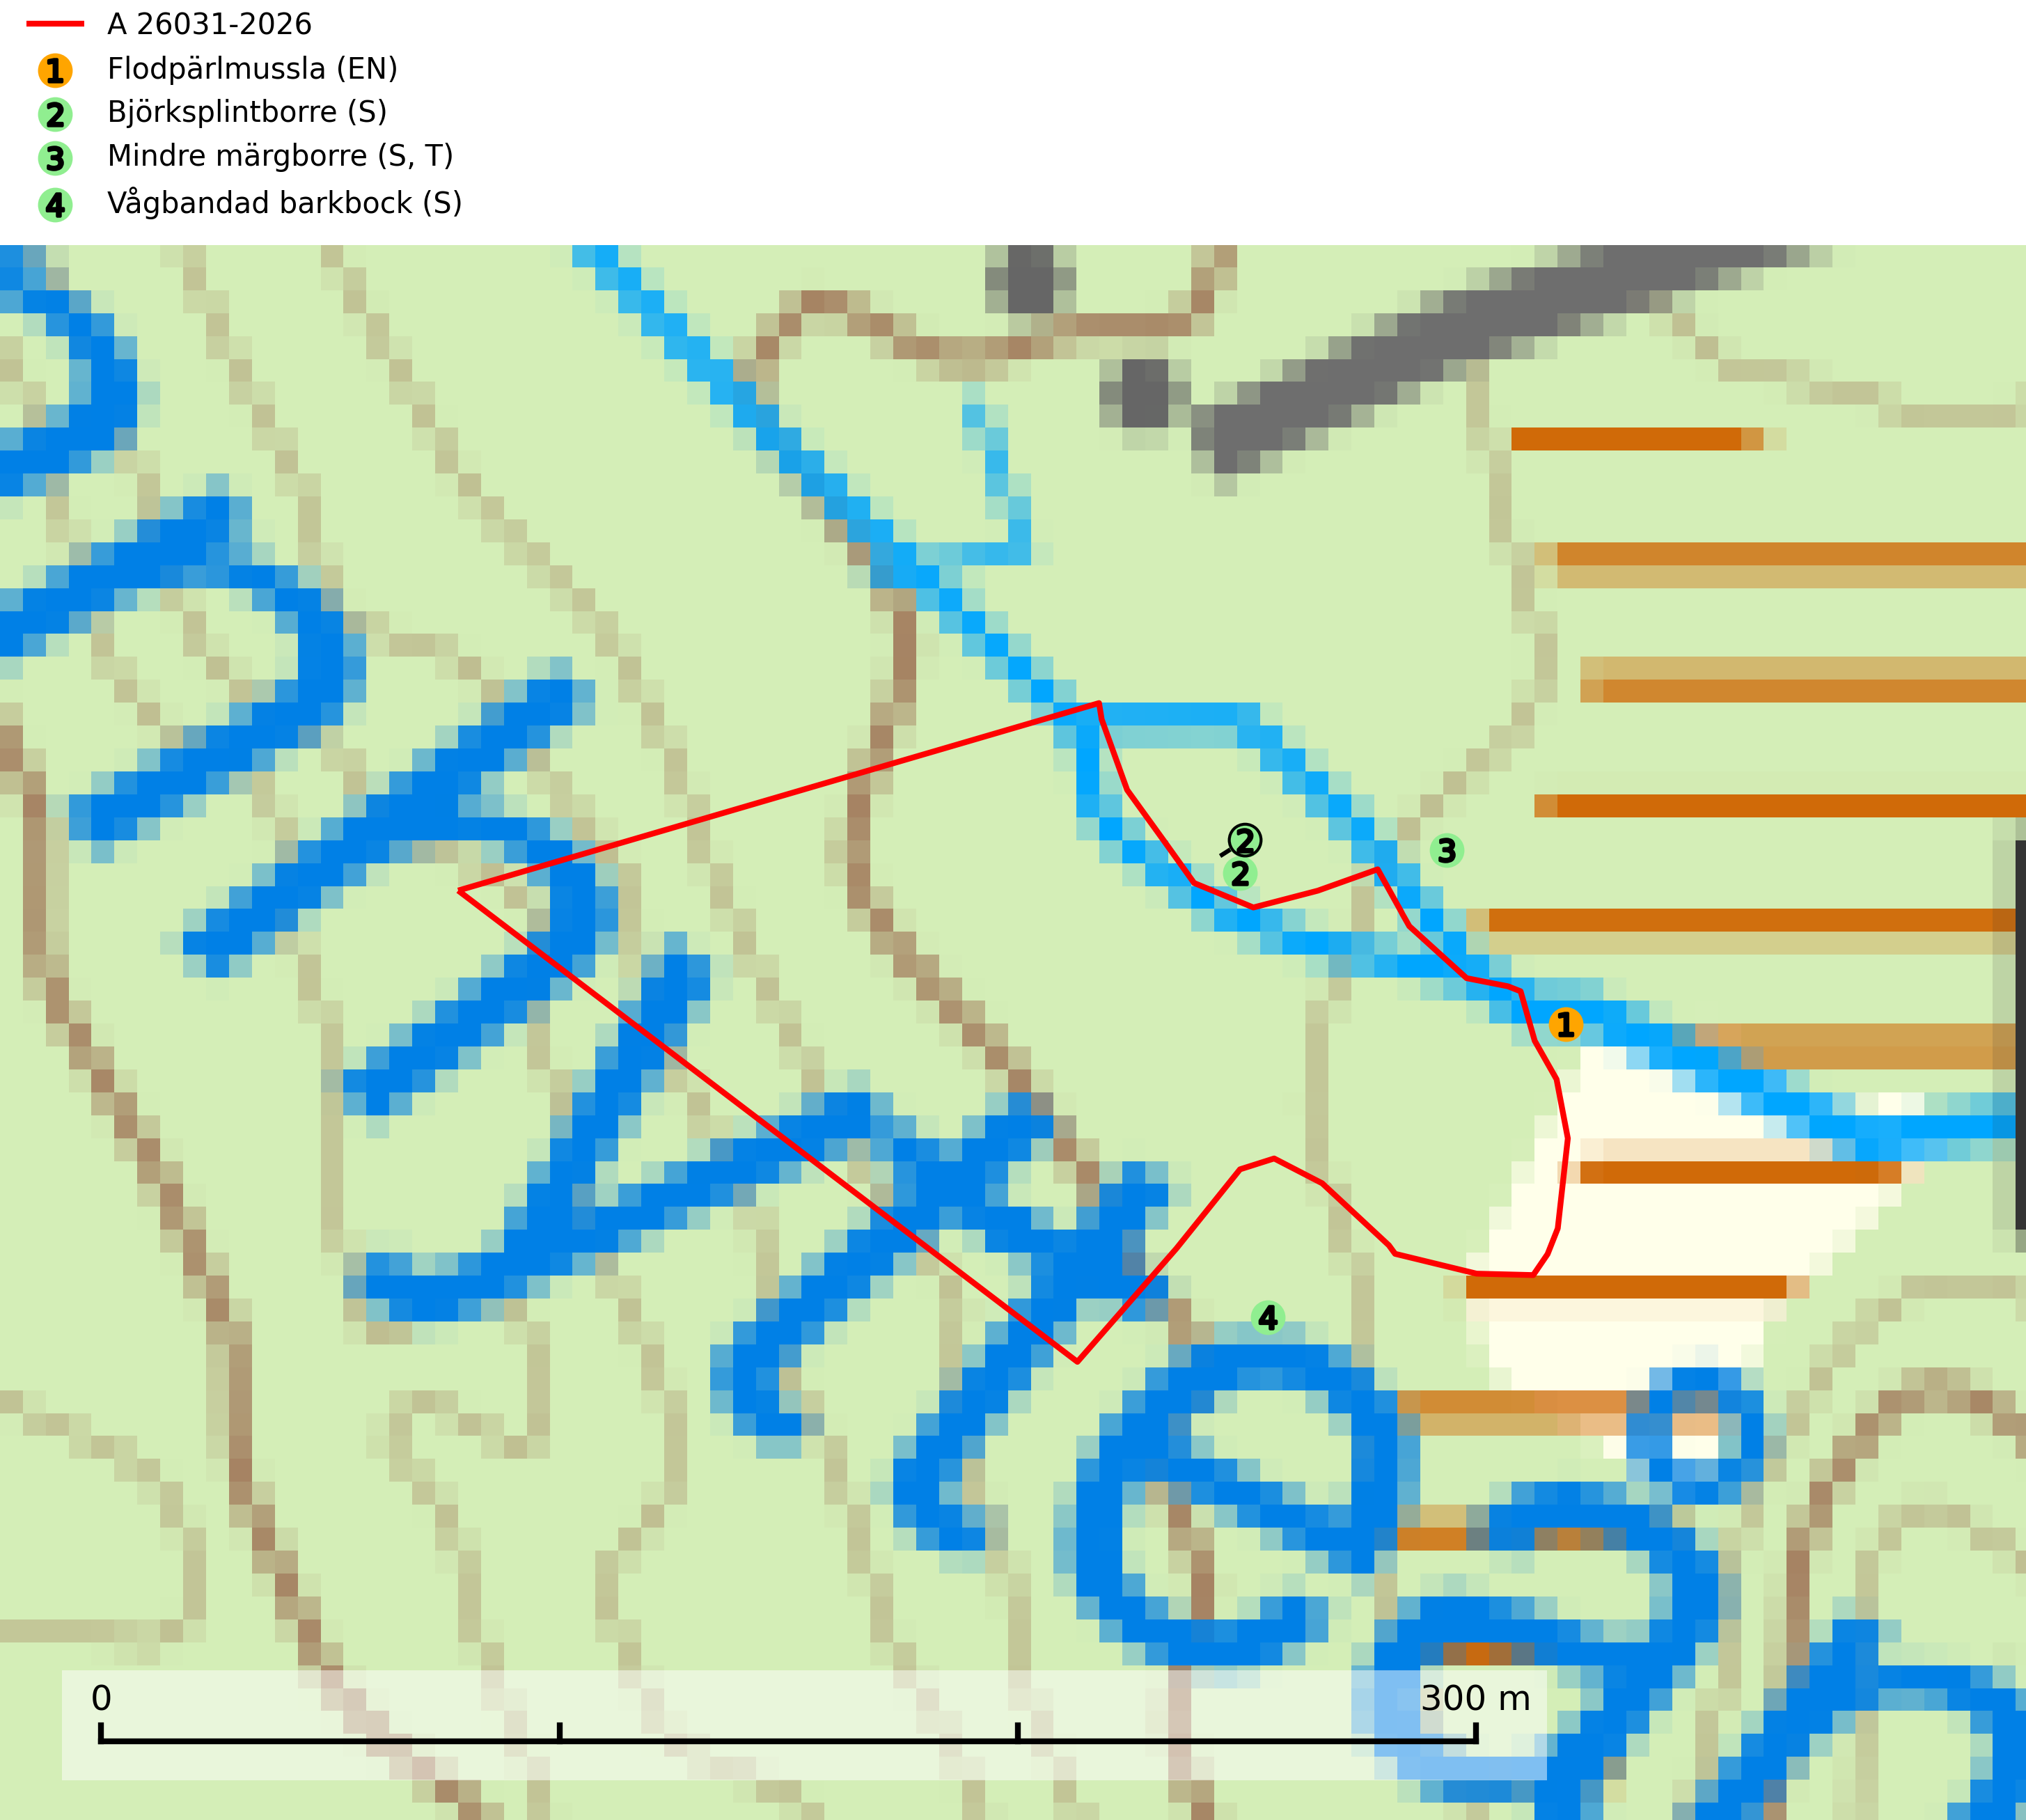 A 26031-2026
1 Flodpärlmussla (EN)
2 Björksplintborre (S)
3 Mindre märgborre (S, T)
4 Vågbandad barkbock (S)
2
2
3
1
4
0 300 m